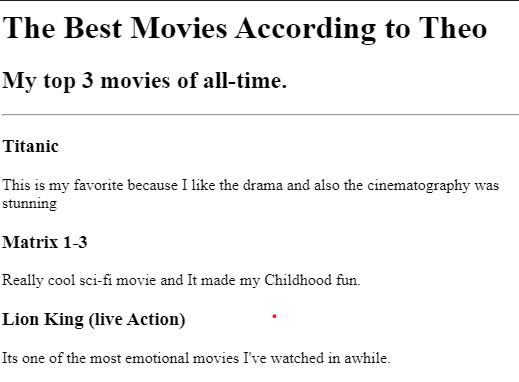 The Best Movies According to Theo
My top 3 movies of all-time.
Titanic
This is my favorite because I like the drama and also the cinematography was
stunning
Matrix 1-3
Really cool sci-fi movie and It made my Childhood fun.
Lion King (live Action)
Its one of the most emotional movies I've watched in awhile.